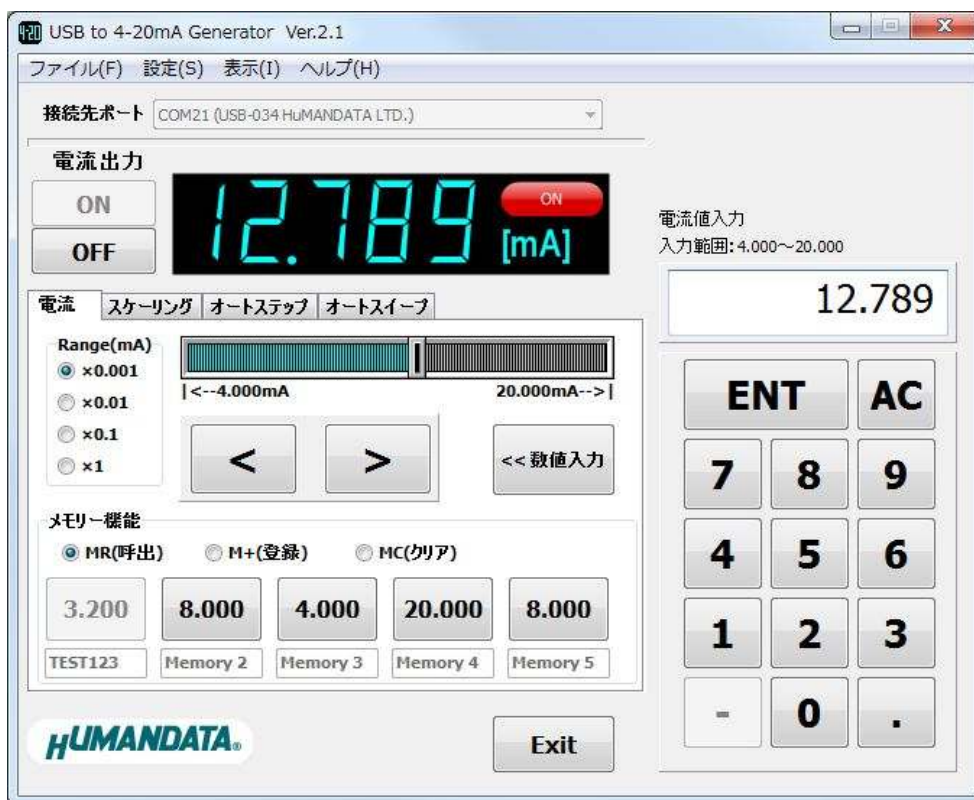 USB to 4-20mA Generator Ver.2.1
ファイル(F) 設定(S) 表示(I) ヘルプ(H)
接続先ポート COM21 (USB-034 HuMANDATA LTD.)
電流出力
ON
OFF
12.789
ON
[mA]
電流値入力
入力範囲:4.000～20.000
12.789
電流 スケーリング オートステップ オートスイープ
Range(mA)
×0.001
×0.01
×0.1
×1
|<--4.000mA 20.000mA-->|
< > << 数値入力
メモリー機能
MR(呼出) M+(登録) MC(クリア)
3.200 8.000 4.000 20.000 8.000
TEST123 Memory 2 Memory 3 Memory 4 Memory 5
HUMANDATA®
Exit
ENT AC
7 8 9
4 5 6
1 2 3
- 0 .